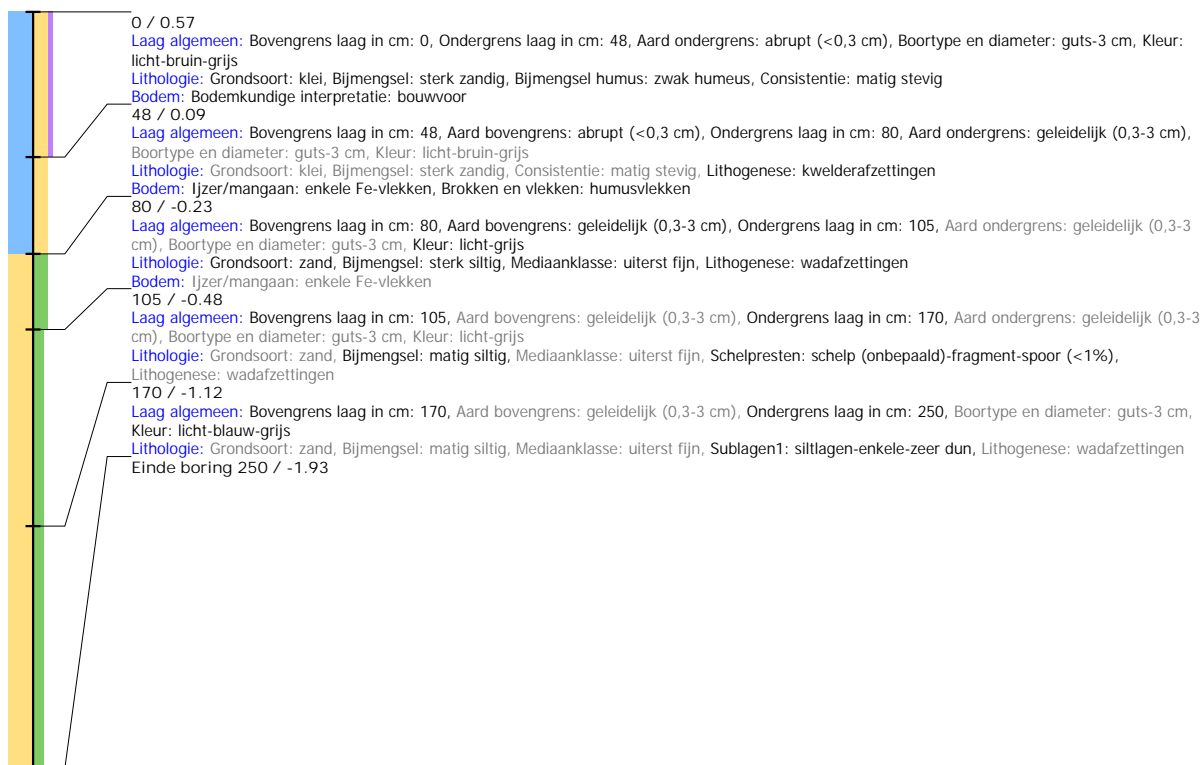 0 / 0.57
Laag algemeen: Bovengrens laag in cm: 0, Ondergrens laag in cm: 48, Aard ondergrens: abrupt (<0,3 cm), Boortype en diameter: guts-3 cm, Kleur:
licht-bruin-grijs
Lithologie: Grondsoort: klei, Bijmengsel: sterk zandig, Bijmengsel humus: zwak humeus, Consistentie: matig stevig
Bodem: Bodemkundige interpretatie: bouwvoor
48 / 0.09
Laag algemeen: Bovengrens laag in cm: 48, Aard bovengrens: abrupt (<0,3 cm), Ondergrens laag in cm: 80, Aard ondergrens: geleidelijk (0,3-3 cm),
Boortype en diameter: guts-3 cm, Kleur: licht-bruin-grijs
Lithologie: Grondsoort: klei, Bijmengsel: sterk zandig, Consistentie: matig stevig, Lithogenese: kwelderafzettingen
Bodem: Ijzer/mangaan: enkele Fe-vlekken, Brokken en vlekken: humusvlekken
80 / -0.23
Laag algemeen: Bovengrens laag in cm: 80, Aard bovengrens: geleidelijk (0,3-3 cm), Ondergrens laag in cm: 105, Aard ondergrens: geleidelijk (0,3-3
cm), Boortype en diameter: guts-3 cm, Kleur: licht-grijs
Lithologie: Grondsoort: zand, Bijmengsel: sterk siltig, Mediaanklasse: uiterst fijn, Lithogenese: wadafzettingen
Bodem: Ijzer/mangaan: enkele Fe-vlekken
105 / -0.48
Laag algemeen: Bovengrens laag in cm: 105, Aard bovengrens: geleidelijk (0,3-3 cm), Ondergrens laag in cm: 170, Aard ondergrens: geleidelijk (0,3-3
cm), Boortype en diameter: guts-3 cm, Kleur: licht-grijs
Lithologie: Grondsoort: zand, Bijmengsel: matig siltig, Mediaanklasse: uiterst fijn, Schelpresten: schelp (onbepaald)-fragment-spoor (<1%),
Lithogenese: wadafzettingen
170 / -1.12
Laag algemeen: Bovengrens laag in cm: 170, Aard bovengrens: geleidelijk (0,3-3 cm), Ondergrens laag in cm: 250, Boortype en diameter: guts-3 cm,
Kleur: licht-blauw-grijs
Lithologie: Grondsoort: zand, Bijmengsel: matig siltig, Mediaanklasse: uiterst fijn, Sublagen1: siltlagen-enkele-zeer dun, Lithogenese: wadafzettingen
Einde boring 250 / -1.93